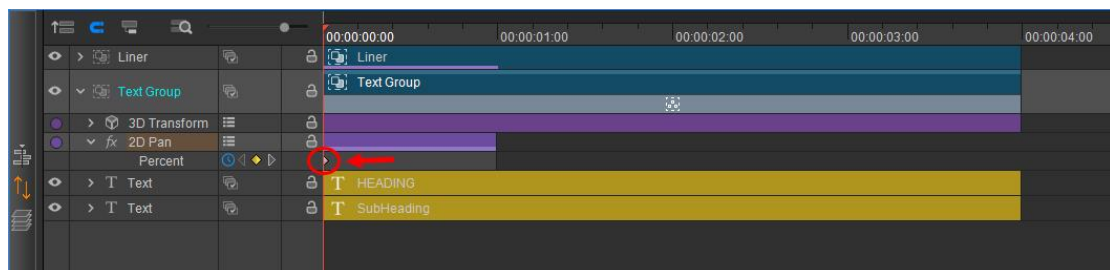 00:00:00:00 00:00:01:00 00:00:02:00 00:00:03:00 00:00:04:00
Liner Liner
Text Group Text Group
3D Transform
fx 2D Pan
Percent
T Text T HEADING
T Text T SubHeading